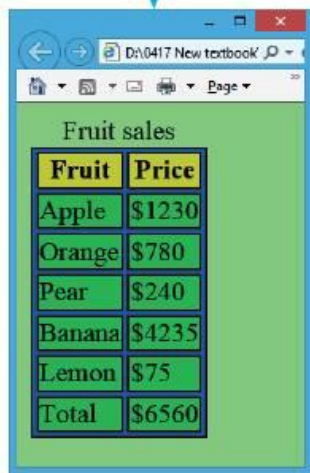 D:\0417 New textbook\
Page
Fruit sales
Fruit Price
Apple $1230
Orange $780
Pear $240
Banana $4235
Lemon $75
Total $6560